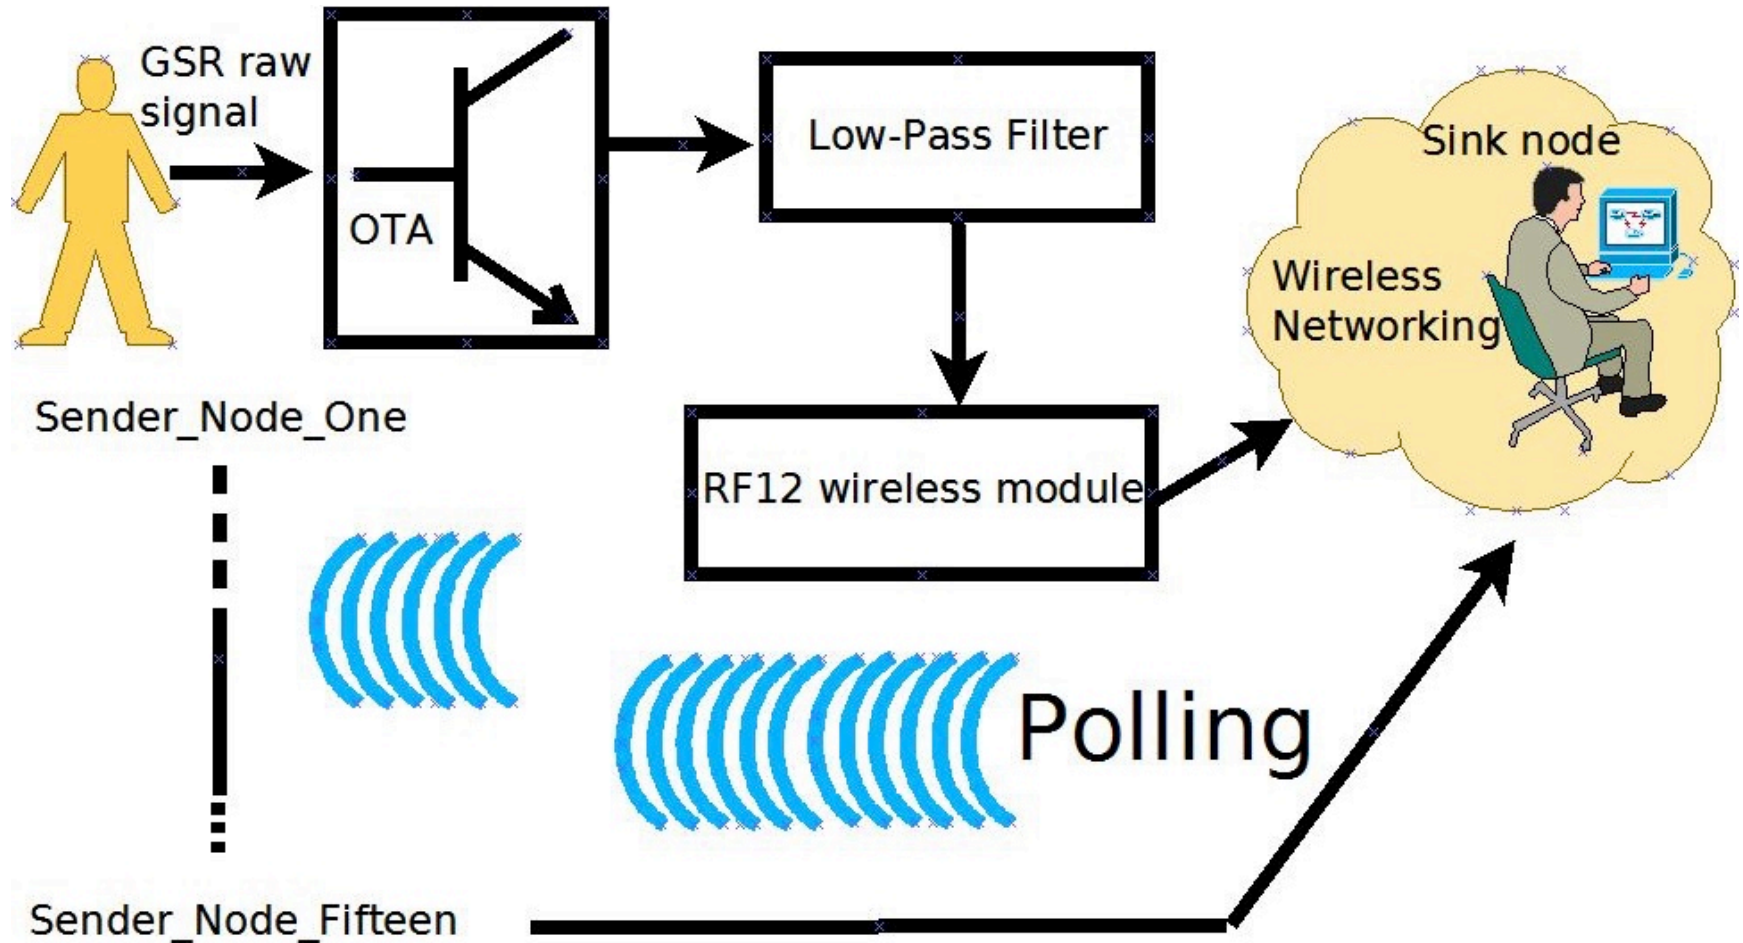 GSR raw
signal
OTA
Low-Pass Filter
Sink node
Wireless
Networking
Sender_Node_One
RF12 wireless module
Polling
Sender_Node_Fifteen